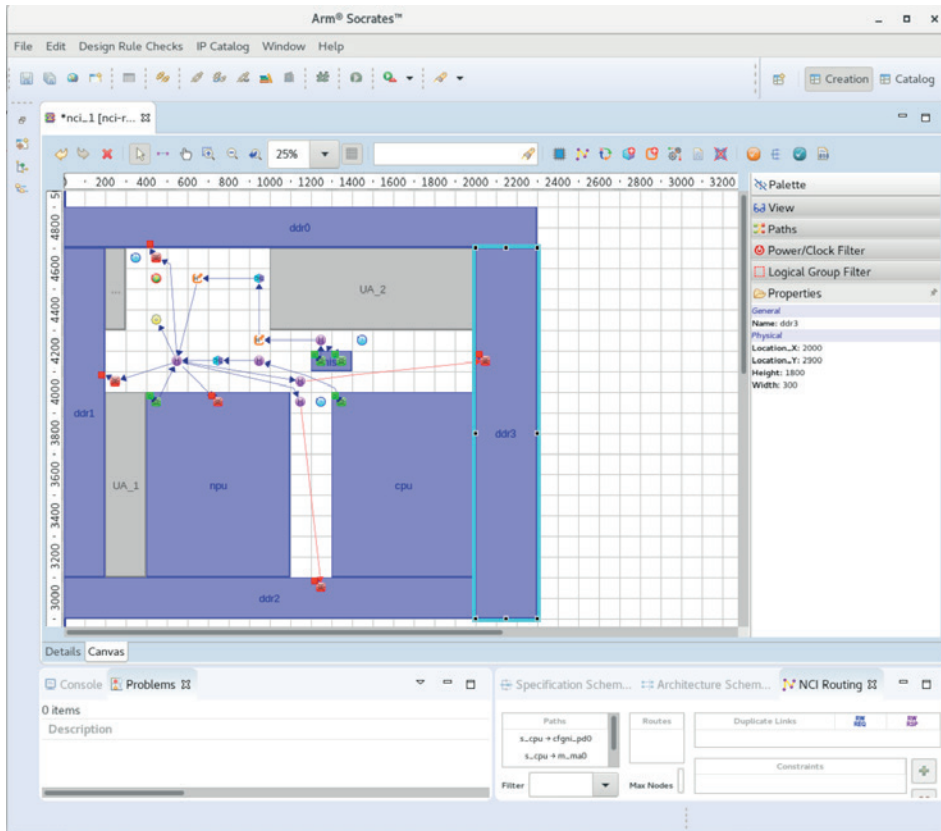 Arm® Socrates™
File Edit Design Rule Checks IP Catalog Window Help
Creation Catalog
*nci_1 [nci-r...
25%
200 400 600 800 1000 1200 1400 1600 1800 2000 2200 2400 2600 2800 3000 3200
4800
4600
4400
4200
4000
3800
3600
3400
3200
3000
ddr0
...
UA_2
ddr1
UA_1
npu
cpu
ddr3
ddr2
Palette
View
Paths
Power/Clock Filter
Logical Group Filter
Properties
General
Name: ddr3
Physical
Location_X: 2000
Location_Y: 2900
Height: 1800
Width: 300
Details Canvas
Console Problems
0 items
Description
Specification Schem... Architecture Schem... NCI Routing
Paths Routes Duplicate Links RW REQ RW RSP
s_cpu → cfgni_pd0
s_cpu → m_ma0
Constraints
Filter Max Nodes